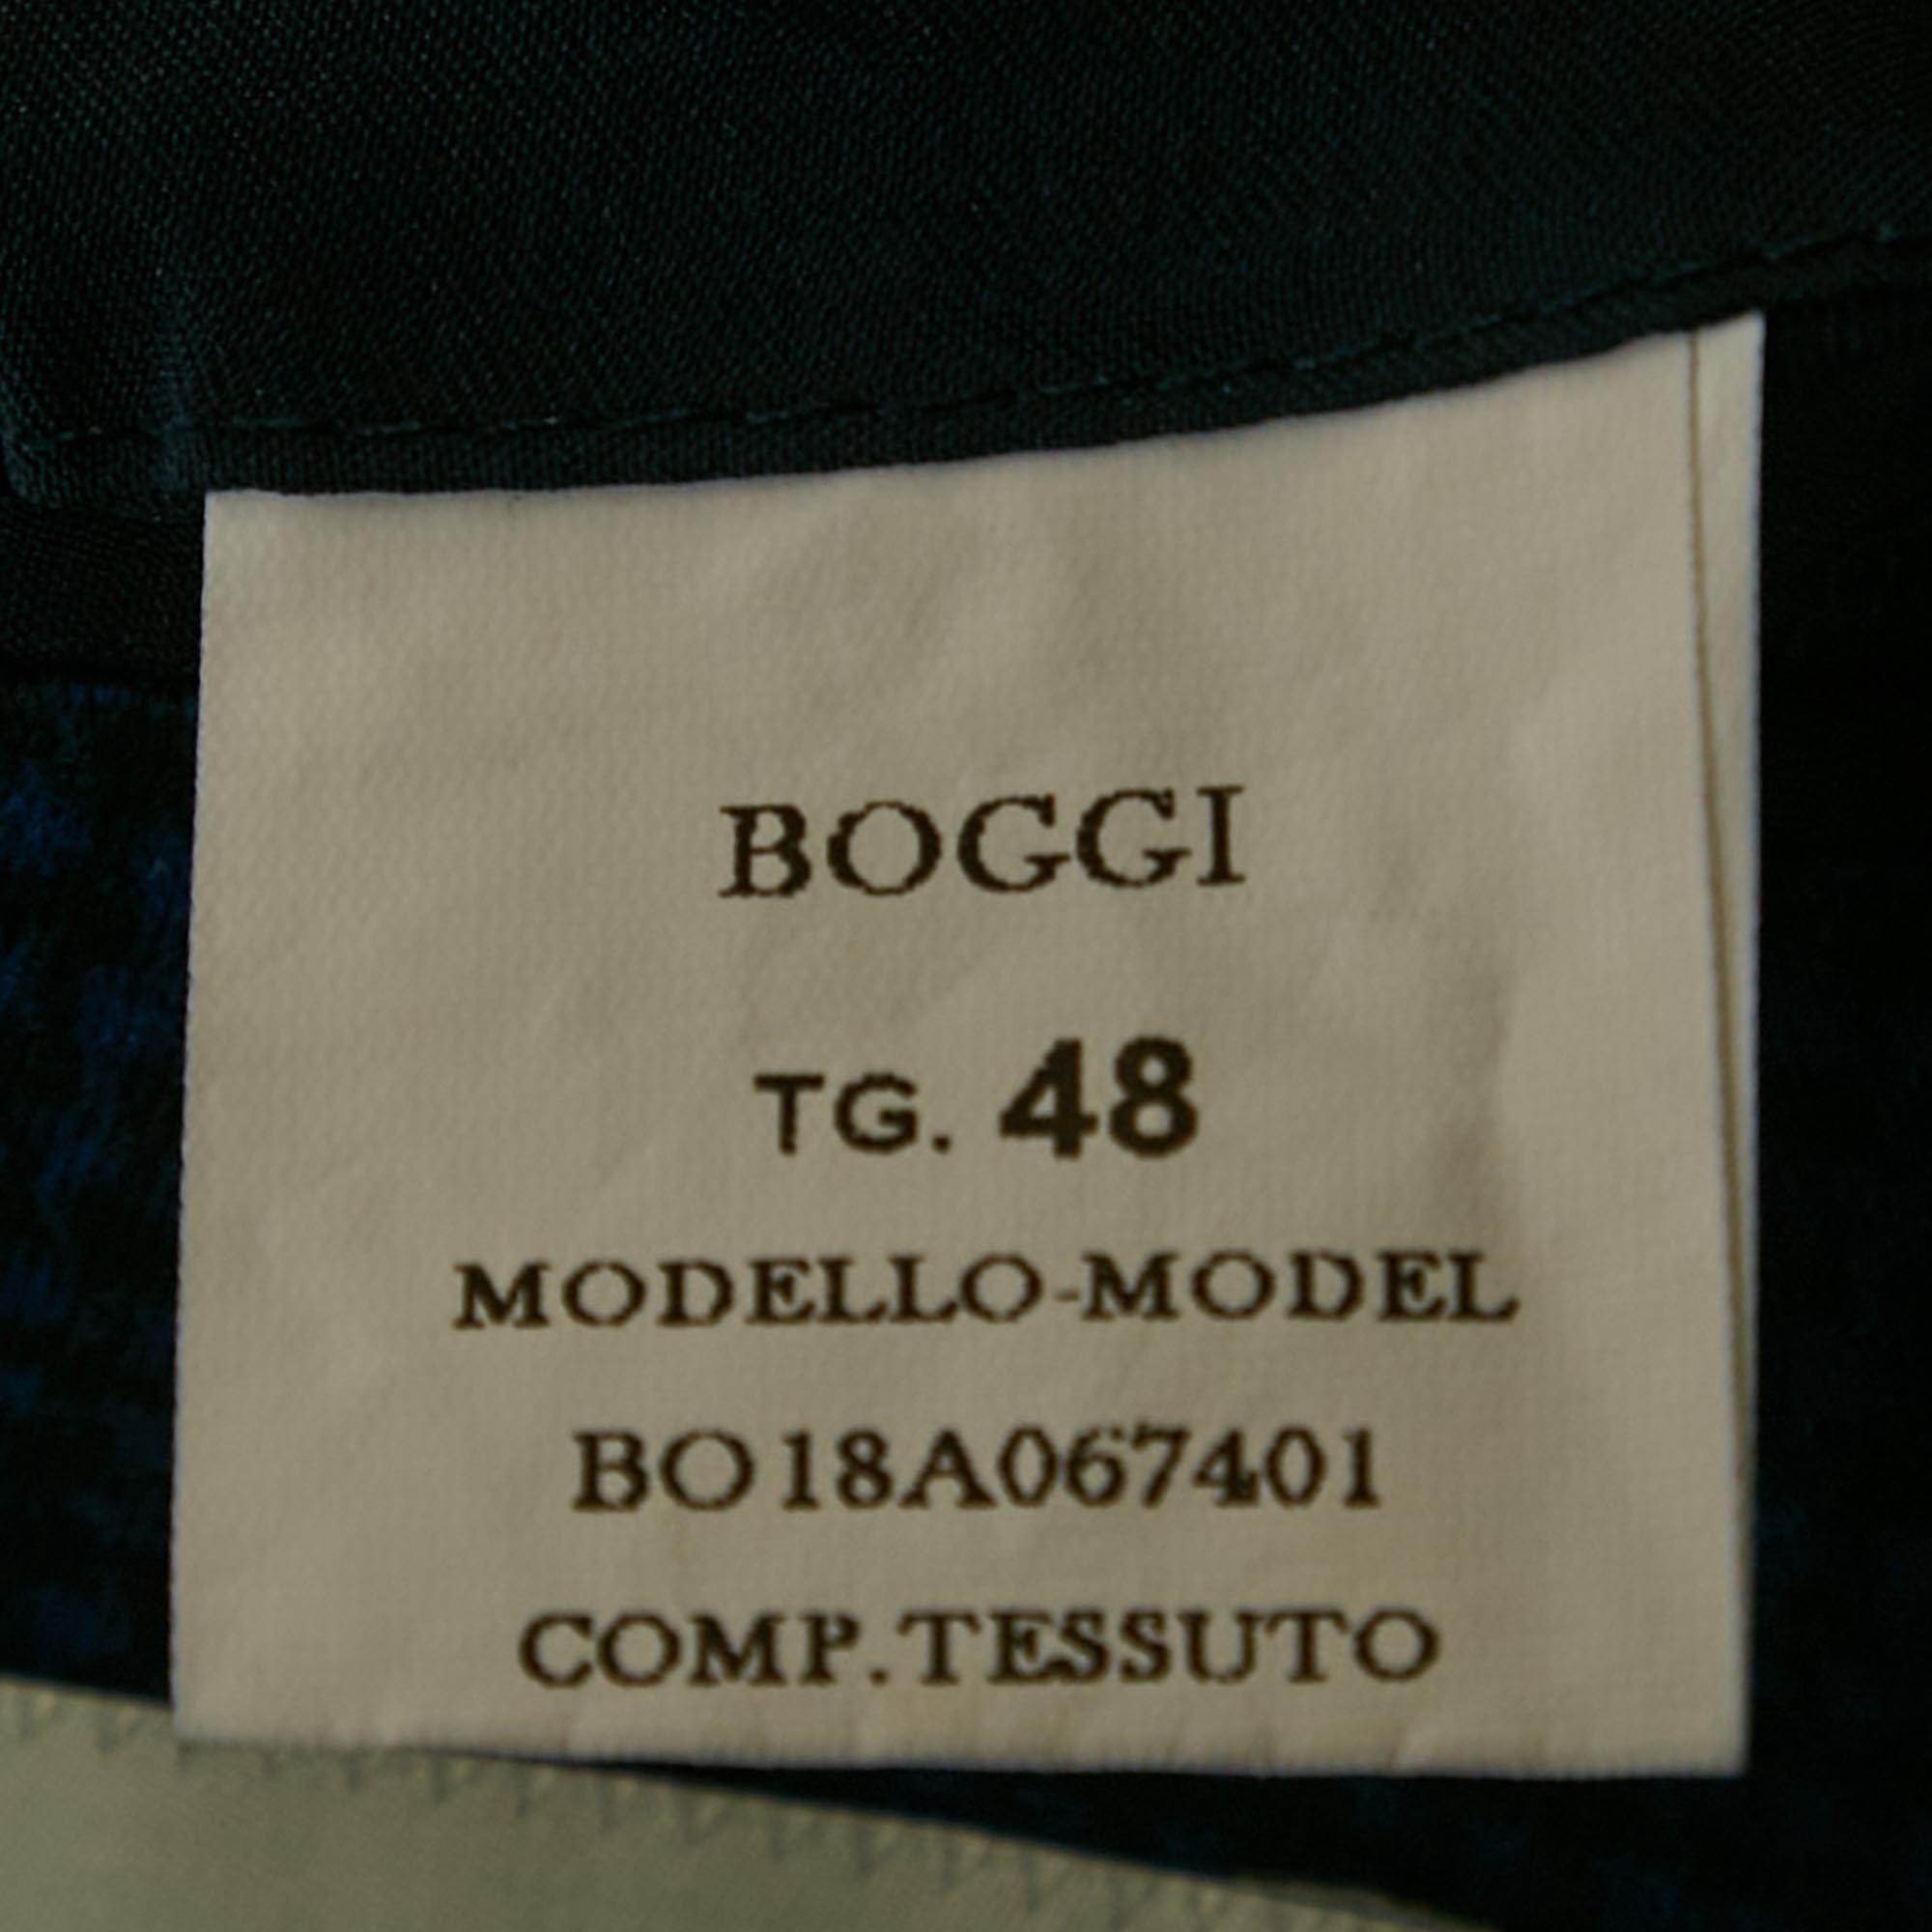 BOGGI
TG. 48
MODELLO-MODEL
BO18A067401
COMP.TESSUTO